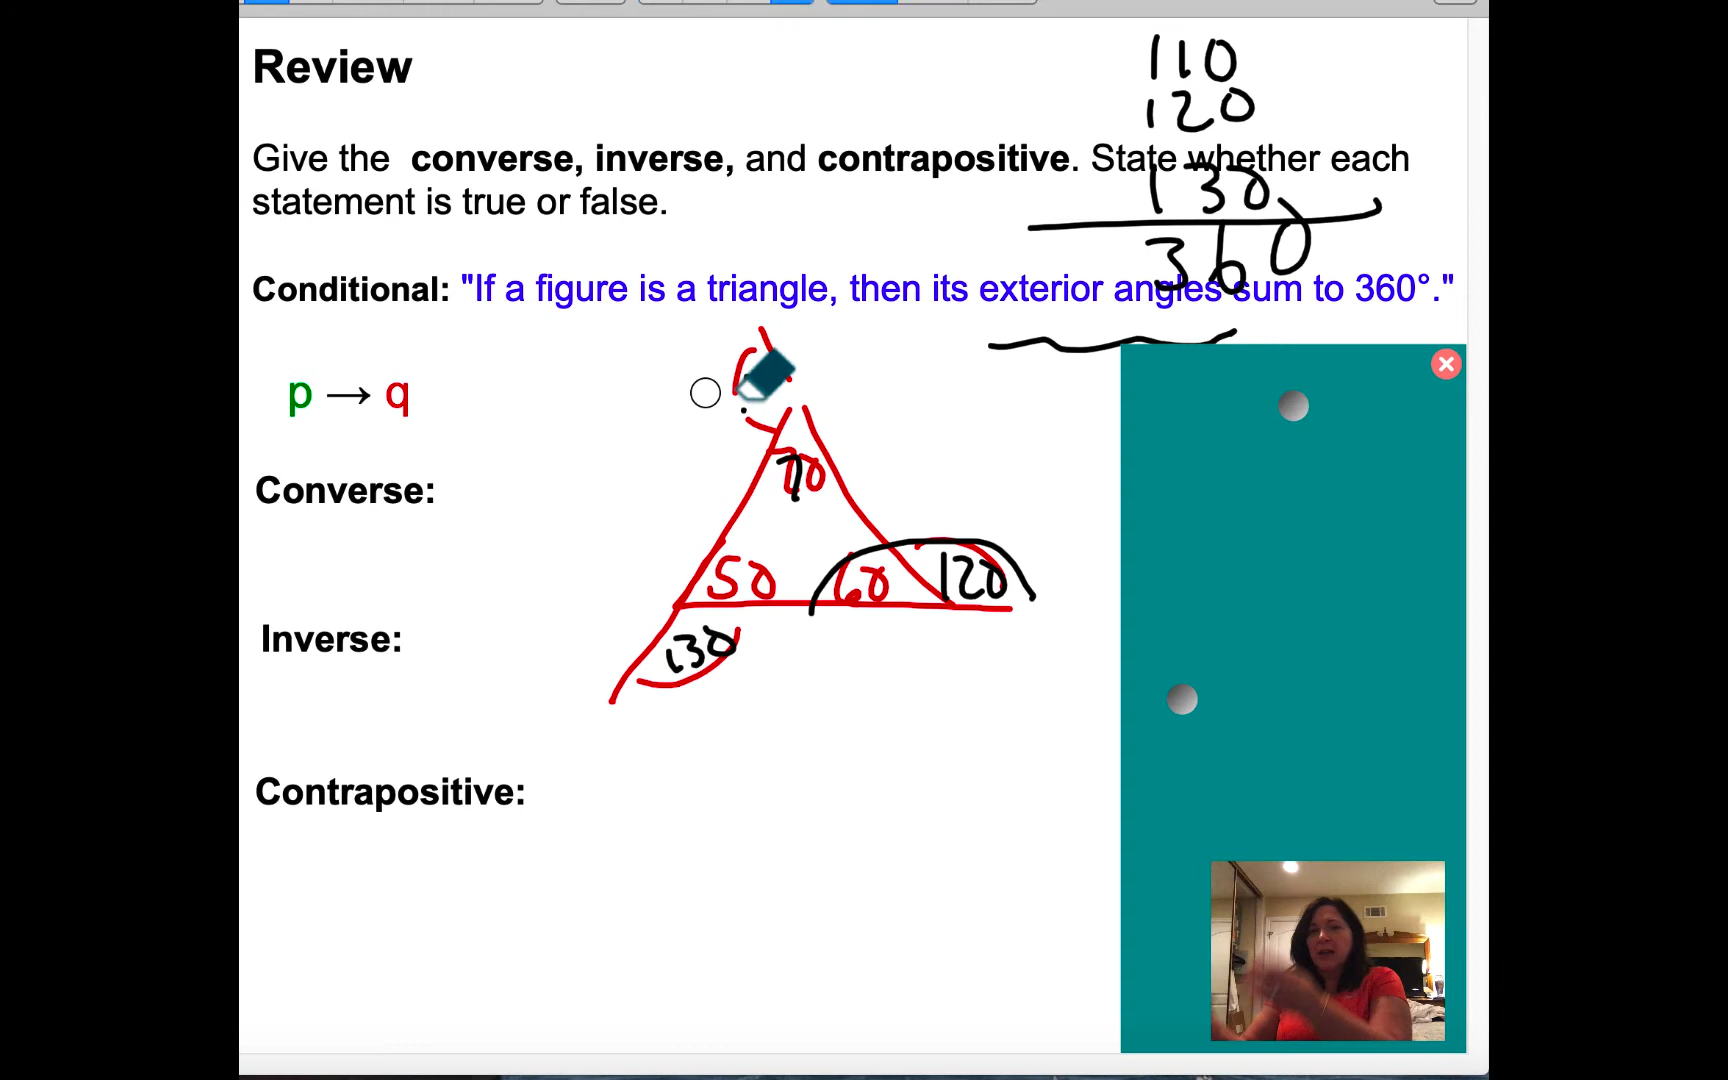 Review
110
120
Give the converse, inverse, and contrapositive. State whether each
130
statement is true or false.
360
Conditional: "If a figure is a triangle, then its exterior angles sum to 360°."
p → q
70
Converse:
50 60 120
Inverse:
130
Contrapositive: